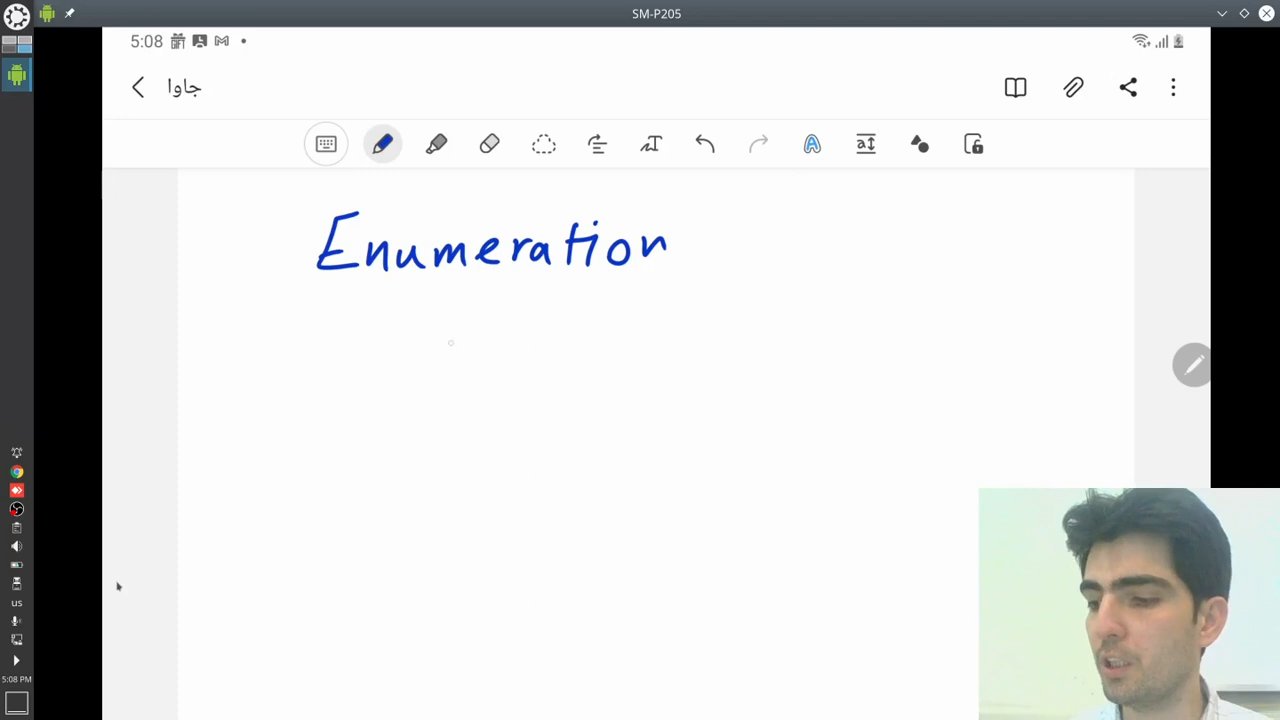 SM-P205
5:08
جاوا
Enumeration
us
5:08 PM